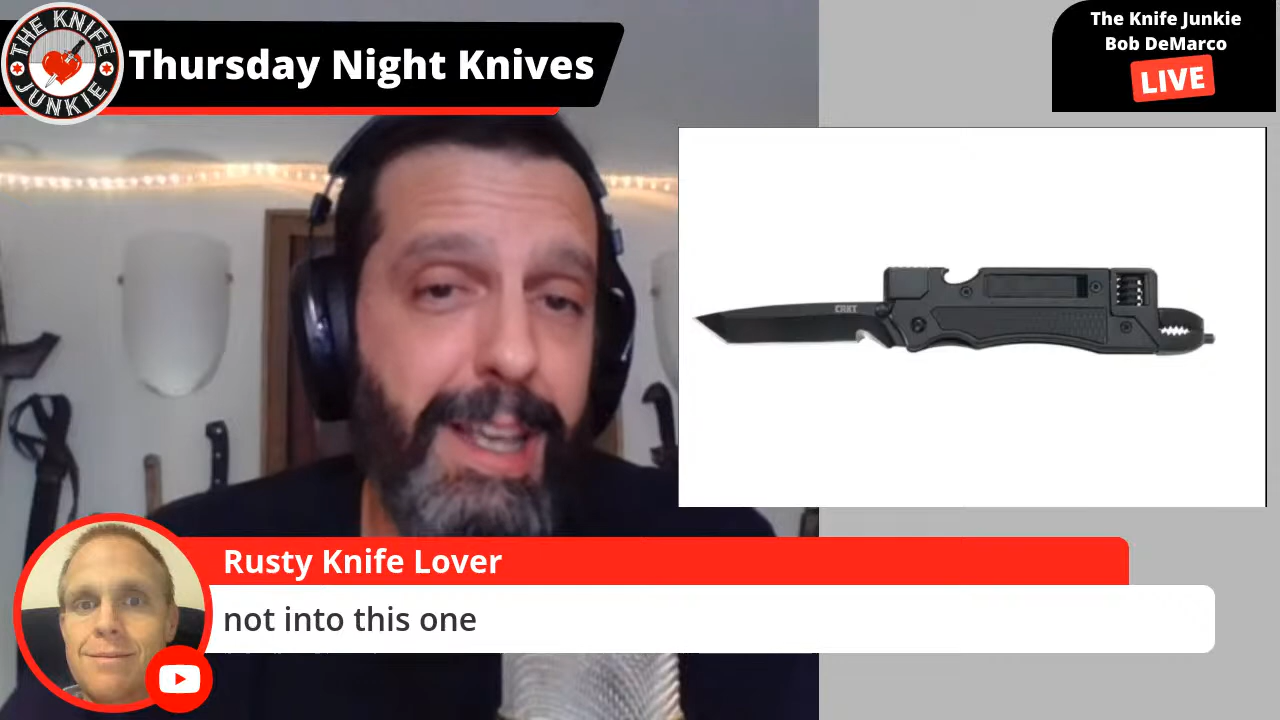 THE KNIFE
JUNKIE
Thursday Night Knives
The Knife Junkie
Bob DeMarco
LIVE
CRKT
Rusty Knife Lover
not into this one